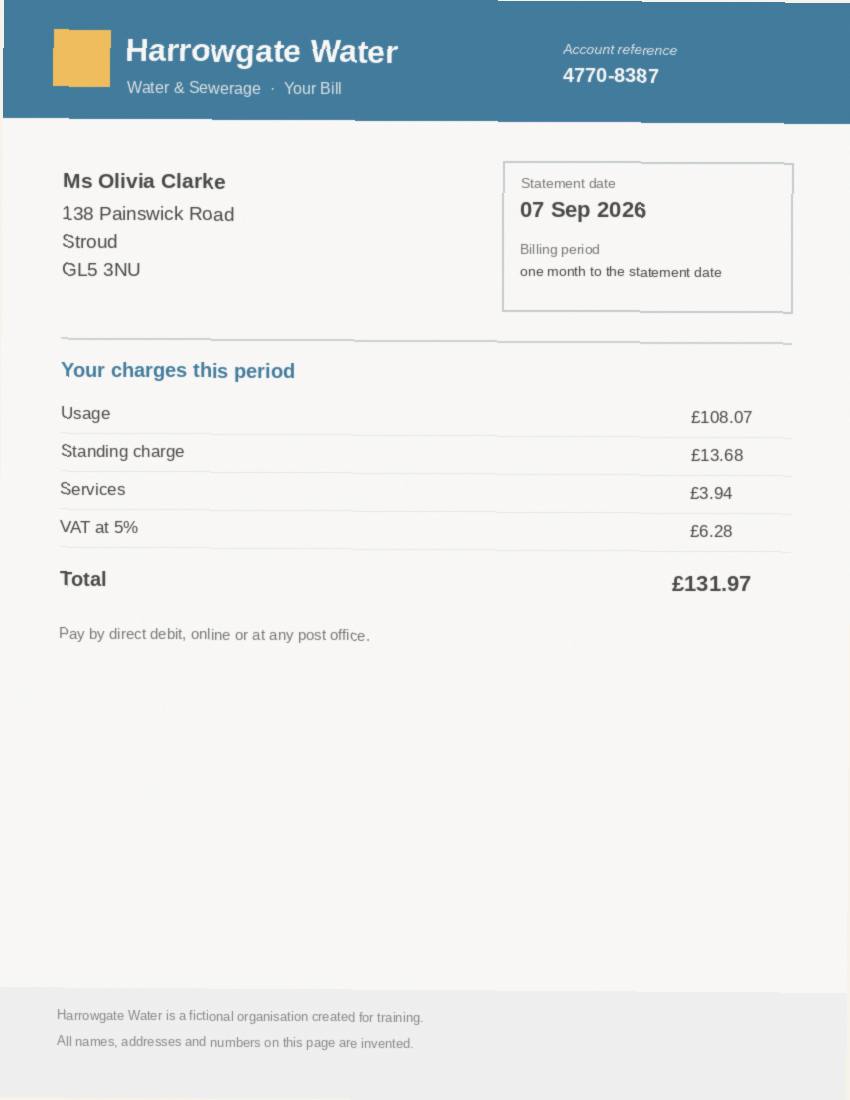 Harrowgate Water
Water & Sewerage · Your Bill
Account reference
4770-8387
Ms Olivia Clarke
138 Painswick Road
Stroud
GL5 3NU
Statement date
07 Sep 2026
Billing period
one month to the statement date
Your charges this period
Usage £108.07
Standing charge £13.68
Services £3.94
VAT at 5% £6.28
Total £131.97
Pay by direct debit, online or at any post office.
Harrowgate Water is a fictional organisation created for training.
All names, addresses and numbers on this page are invented.